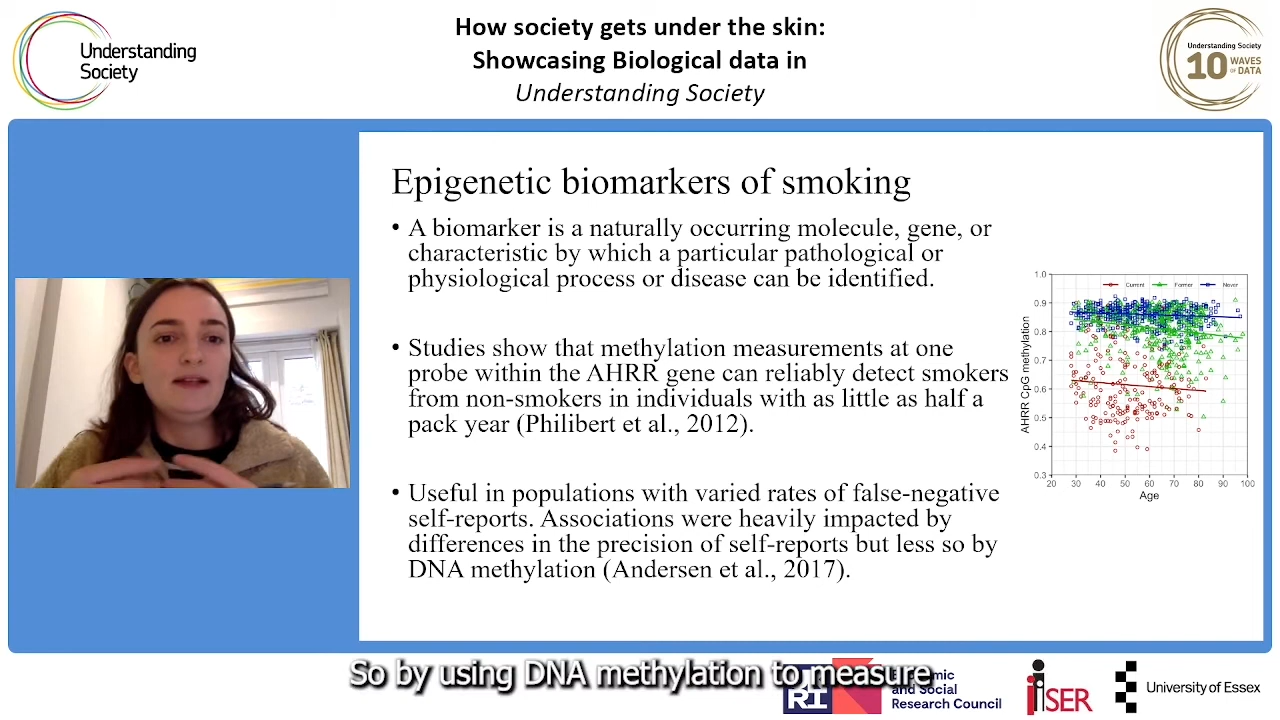 Understanding
Society
How society gets under the skin:
Showcasing Biological data in
Understanding Society
Understanding Society
10 WAVES
OF DATA
Epigenetic biomarkers of smoking
• A biomarker is a naturally occurring molecule, gene, or
characteristic by which a particular pathological or
physiological process or disease can be identified.
• Studies show that methylation measurements at one
probe within the AHRR gene can reliably detect smokers
from non-smokers in individuals with as little as half a
pack year (Philibert et al., 2012).
• Useful in populations with varied rates of false-negative
self-reports. Associations were heavily impacted by
differences in the precision of self-reports but less so by
DNA methylation (Andersen et al., 2017).
Current Former Never
AHRR CpG methylation
1.0
0.9
0.8
0.7
0.6
0.5
0.4
0.3
20 30 40 50 60 70 80 90 100
Age
So by using DNA methylation to measure
and Social
Research Council
ISER
University of Essex